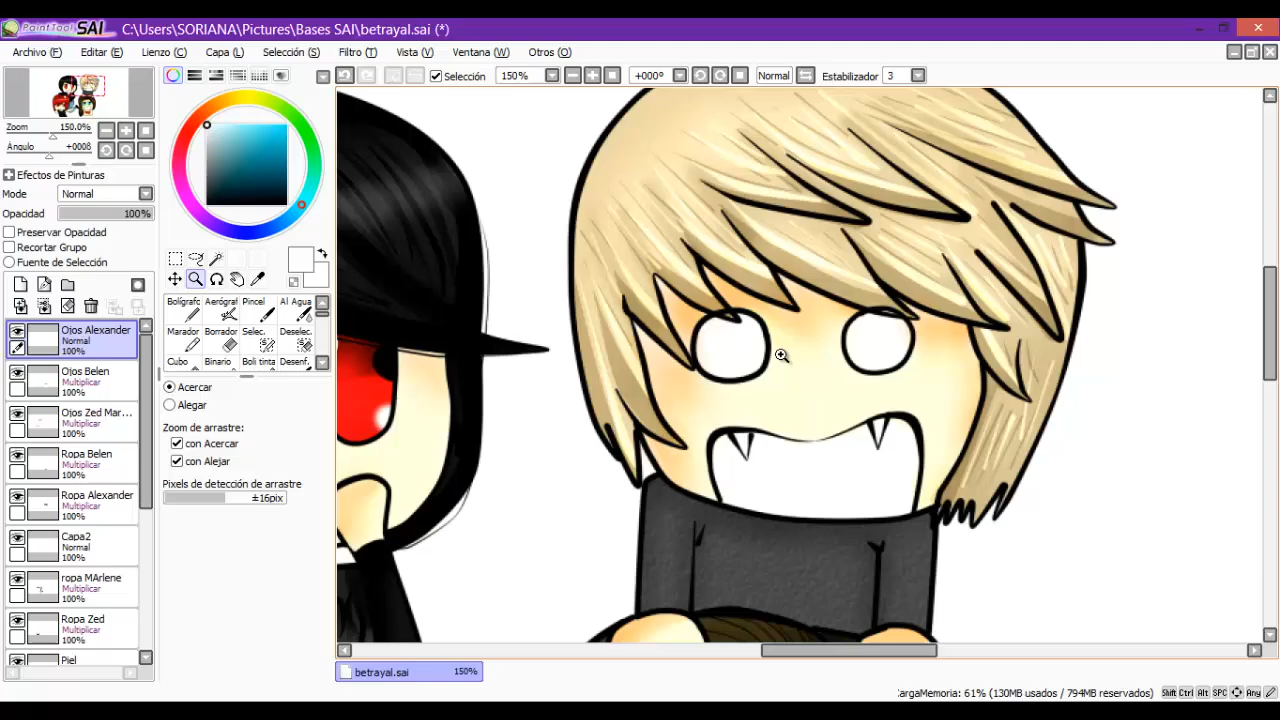 PaintTool SAI C:\Users\SORIANA\Pictures\Bases SAI\betrayal.sai (*)
Archivo (F) Editar (E) Lienzo (C) Capa (L) Selección (S) Filtro (T) Vista (V) Ventana (W) Otros (O)
Selección 150% +000º Normal Estabilizador 3
Zoom 150.0%
Ángulo +000º
Efectos de Pinturas
Mode Normal
Opacidad 100%
Preservar Opacidad
Recortar Grupo
Fuente de Selección
Ojos Alexander
Normal
100%
Ojos Belen
Multiplicar
100%
Ojos Zed Mar...
Multiplicar
100%
Ropa Belen
Multiplicar
100%
Ropa Alexander
Multiplicar
100%
Capa2
Normal
100%
ropa MArlene
Multiplicar
100%
Ropa Zed
Multiplicar
100%
Piel
Bolígrafo Aerógraf Pincel Al Agua
Marador Borrador Selec. Deselec.
Cubo Binario Boli tinta Desenf.
Acercar
Alegar
Zoom de arrastre:
con Acercar
con Alejar
Pixels de detección de arrastre
±16pix
betrayal.sai 150%
CargaMemoria: 61% (130MB usados / 794MB reservados) Shift Ctrl Alt SPC Any